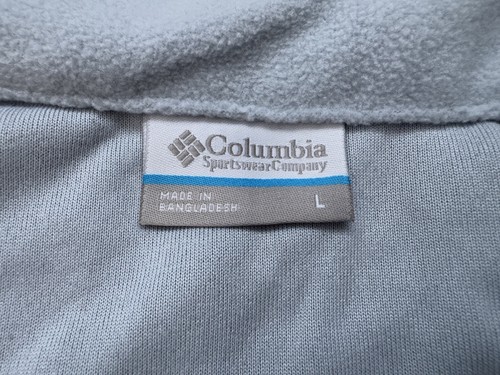 Columbia
Sportswear Company
MADE IN
BANGLADESH
L